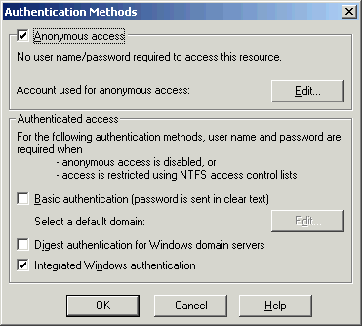 Authentication Methods
Anonymous access
No user name/password required to access this resource.
Account used for anonymous access:
Edit...
Authenticated access
For the following authentication methods, user name and password are
required when
- anonymous access is disabled, or
- access is restricted using NTFS access control lists
Basic authentication (password is sent in clear text)
Select a default domain:
Edit...
Digest authentication for Windows domain servers
Integrated Windows authentication
OK
Cancel
Help